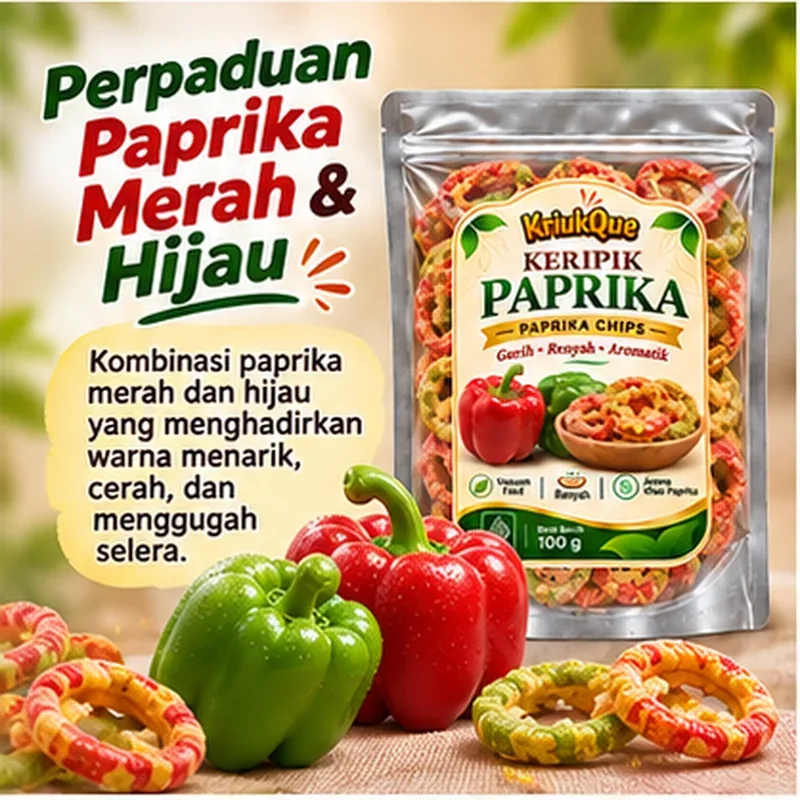 Perpaduan
Paprika
Merah &
Hijau
Kombinasi paprika
merah dan hijau
yang menghadirkan
warna menarik,
cerah, dan
menggugah
selera.
KriukQue
KERIPIK
PAPRIKA
PAPRIKA CHIPS
Gurih • Renyah • Aromatik
Renyah
100 g